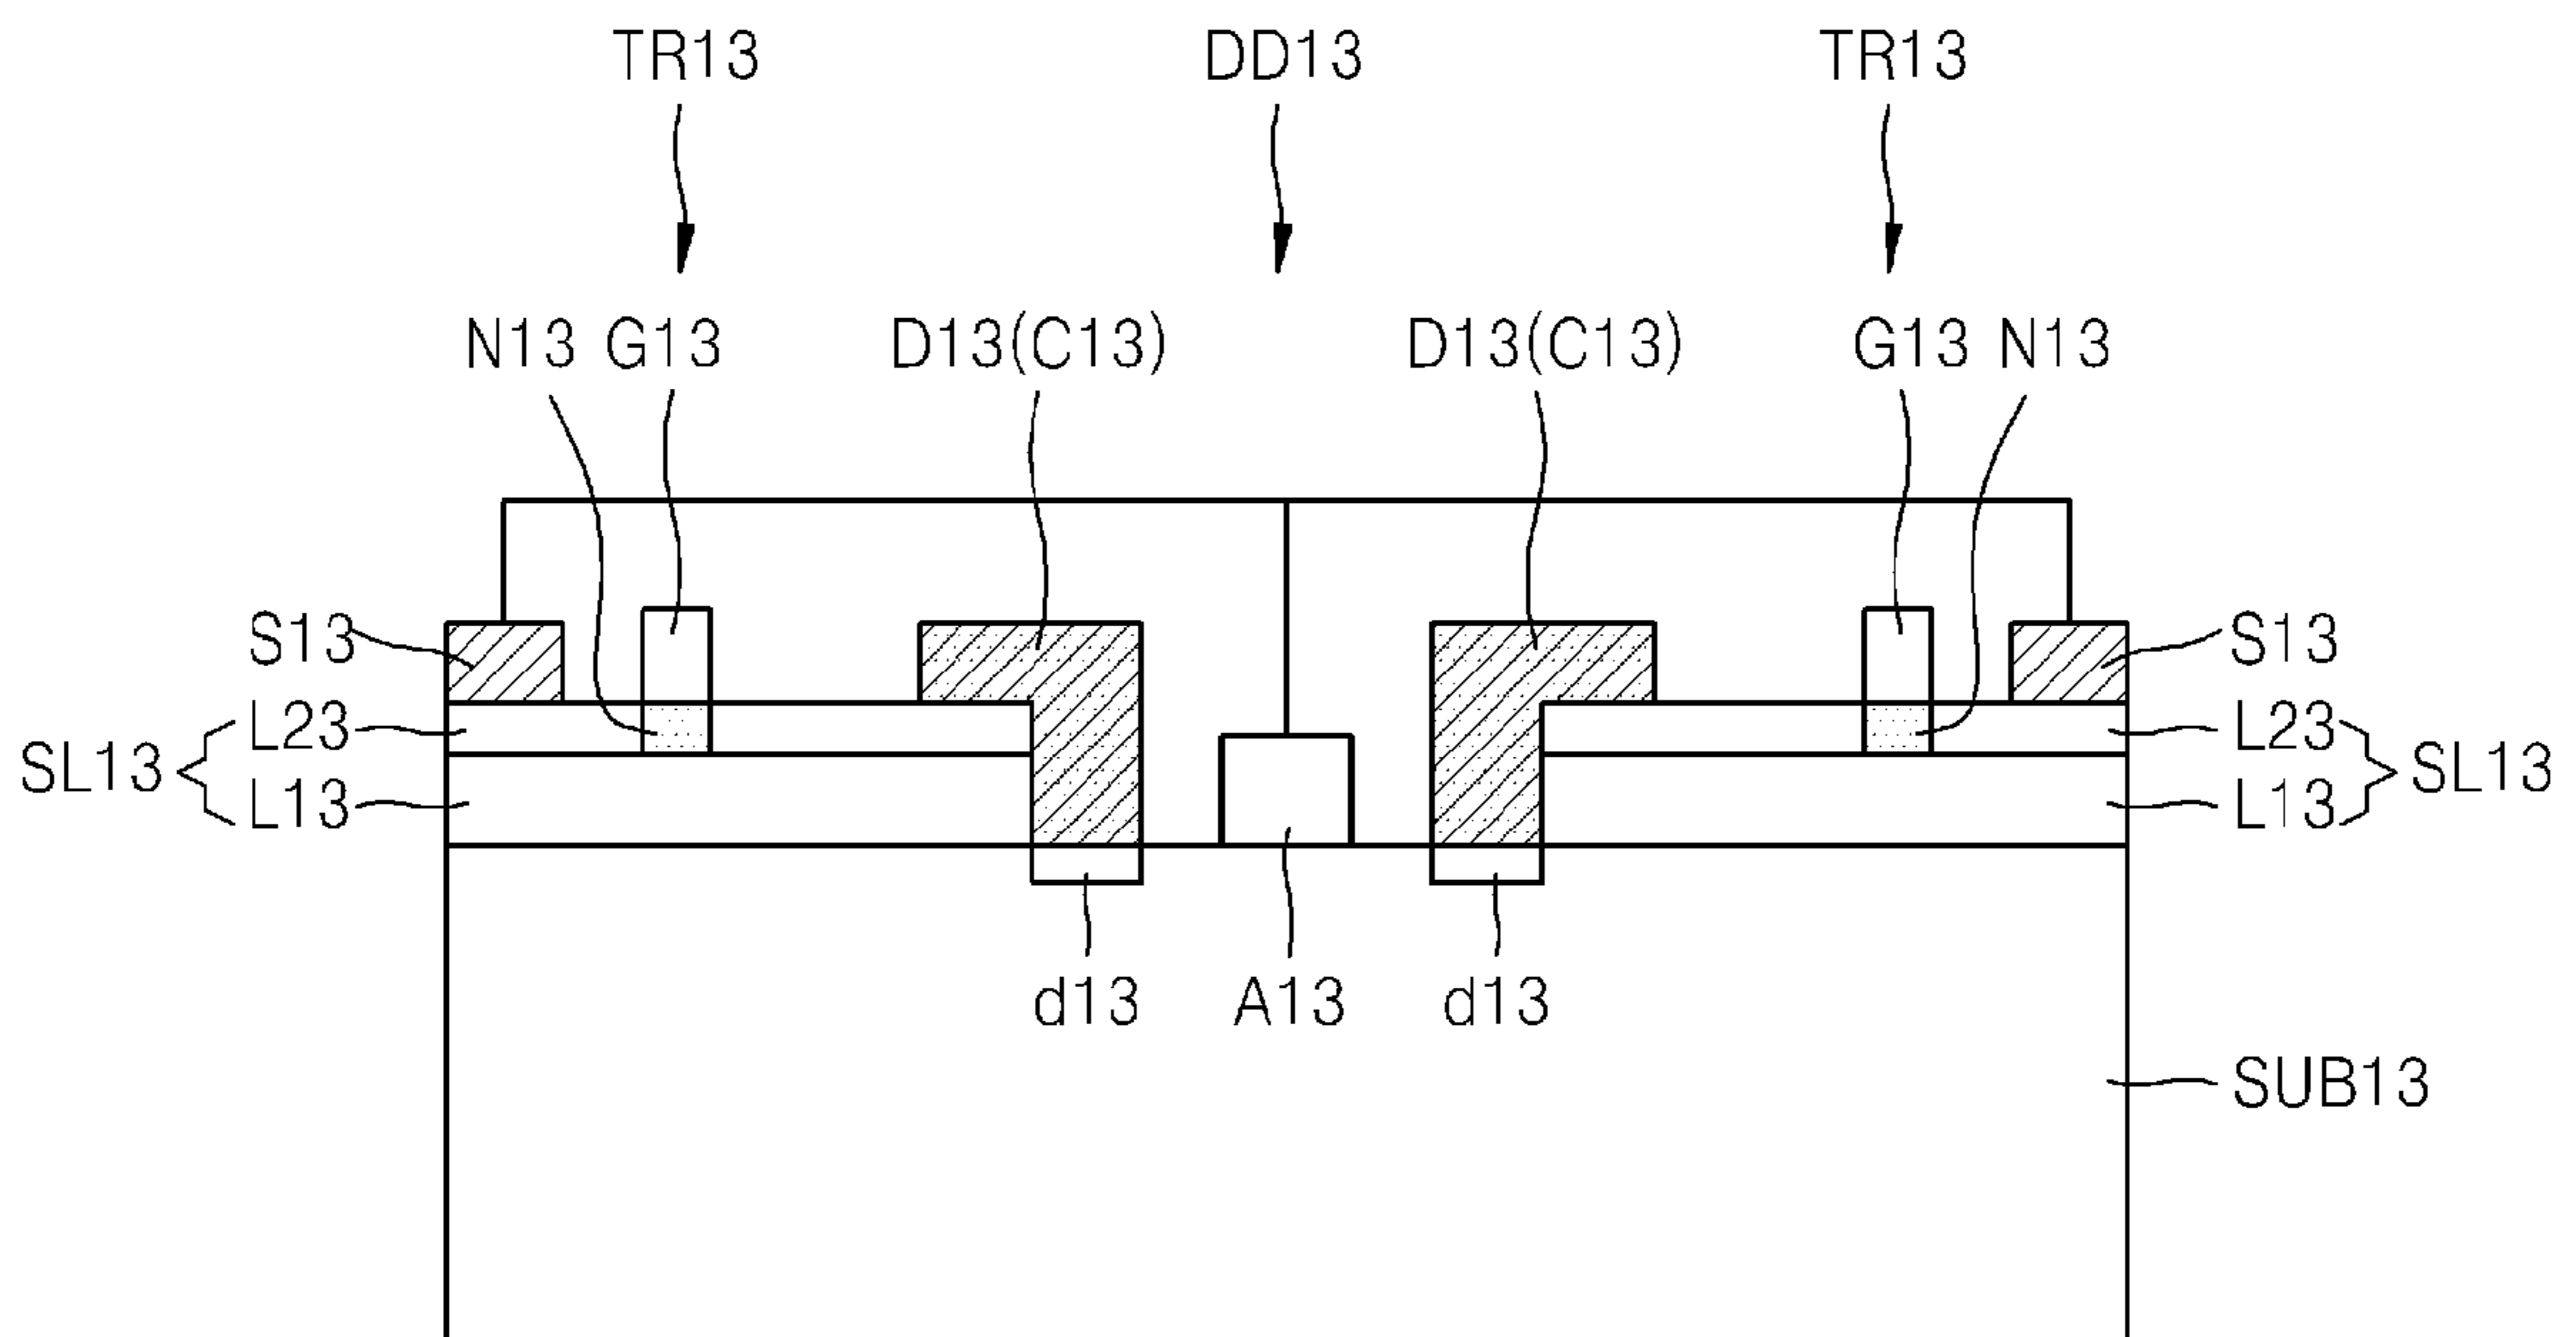 TR13 DD13 TR13
N13 G13 D13(C13) D13(C13) G13 N13
S13 S13
L23 L23
SL13 SL13
L13 L13
d13 A13 d13
SUB13